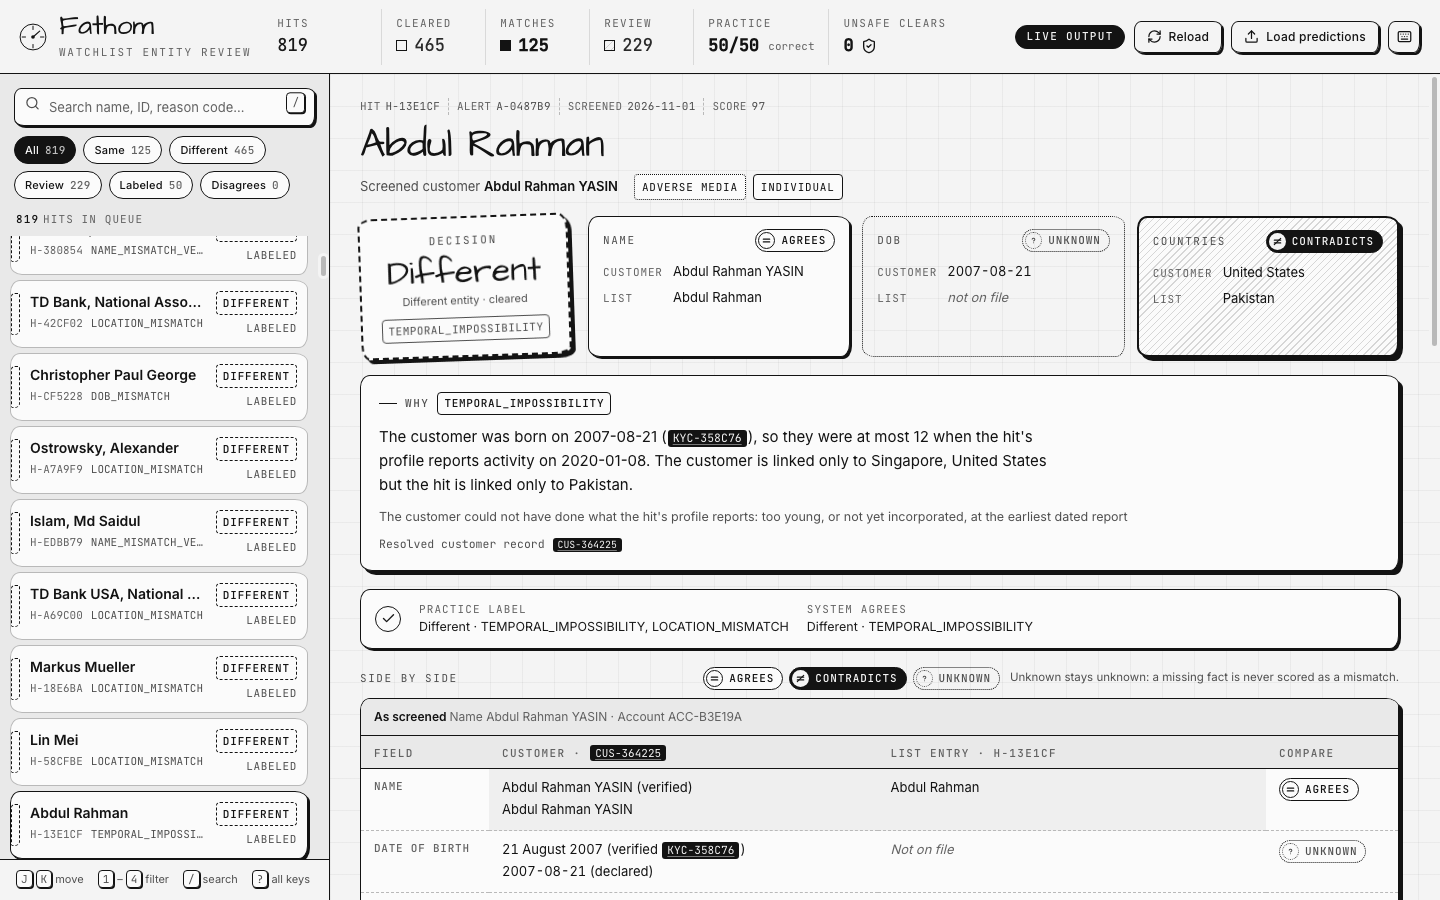 Fathom
WATCHLIST ENTITY REVIEW
HITS
819
CLEARED
465
MATCHES
125
REVIEW
229
PRACTICE
50/50 correct
UNSAFE CLEARS
0
LIVE OUTPUT
Reload
Load predictions
Search name, ID, reason code... /
All 819
Same 125
Different 465
Review 229
Labeled 50
Disagrees 0
819 HITS IN QUEUE
H-380854 NAME_MISMATCH_VE…
LABELED
TD Bank, National Asso... DIFFERENT
H-42CF02 LOCATION_MISMATCH LABELED
Christopher Paul George DIFFERENT
H-CF5228 DOB_MISMATCH LABELED
Ostrowsky, Alexander DIFFERENT
H-A7A9F9 LOCATION_MISMATCH LABELED
Islam, Md Saidul DIFFERENT
H-EDBB79 NAME_MISMATCH_VE… LABELED
TD Bank USA, National ... DIFFERENT
H-A69C00 LOCATION_MISMATCH LABELED
Markus Mueller DIFFERENT
H-18E6BA LOCATION_MISMATCH LABELED
Lin Mei DIFFERENT
H-58CFBE LOCATION_MISMATCH LABELED
Abdul Rahman DIFFERENT
H-13E1CF TEMPORAL_IMPOSSI… LABELED
J K move 1 – 4 filter / search ? all keys
HIT H-13E1CF ALERT A-0487B9 SCREENED 2026-11-01 SCORE 97
Abdul Rahman
Screened customer Abdul Rahman YASIN ADVERSE MEDIA INDIVIDUAL
DECISION
Different
Different entity · cleared
TEMPORAL_IMPOSSIBILITY
NAME = AGREES
CUSTOMER Abdul Rahman YASIN
LIST Abdul Rahman
DOB ? UNKNOWN
CUSTOMER 2007-08-21
LIST not on file
COUNTRIES ≠ CONTRADICTS
CUSTOMER United States
LIST Pakistan
WHY TEMPORAL_IMPOSSIBILITY
The customer was born on 2007-08-21 (KYC-358C76), so they were at most 12 when the hit's
profile reports activity on 2020-01-08. The customer is linked only to Singapore, United States
but the hit is linked only to Pakistan.
The customer could not have done what the hit's profile reports: too young, or not yet incorporated, at the earliest dated report
Resolved customer record CUS-364225
PRACTICE LABEL
Different · TEMPORAL_IMPOSSIBILITY, LOCATION_MISMATCH
SYSTEM AGREES
Different · TEMPORAL_IMPOSSIBILITY
SIDE BY SIDE = AGREES ≠ CONTRADICTS ? UNKNOWN Unknown stays unknown: a missing fact is never scored as a mismatch.
As screened Name Abdul Rahman YASIN · Account ACC-B3E19A
FIELD CUSTOMER · CUS-364225 LIST ENTRY · H-13E1CF COMPARE
NAME Abdul Rahman YASIN (verified) Abdul Rahman = AGREES
Abdul Rahman YASIN
DATE OF BIRTH 21 August 2007 (verified KYC-358C76) Not on file ? UNKNOWN
2007-08-21 (declared)